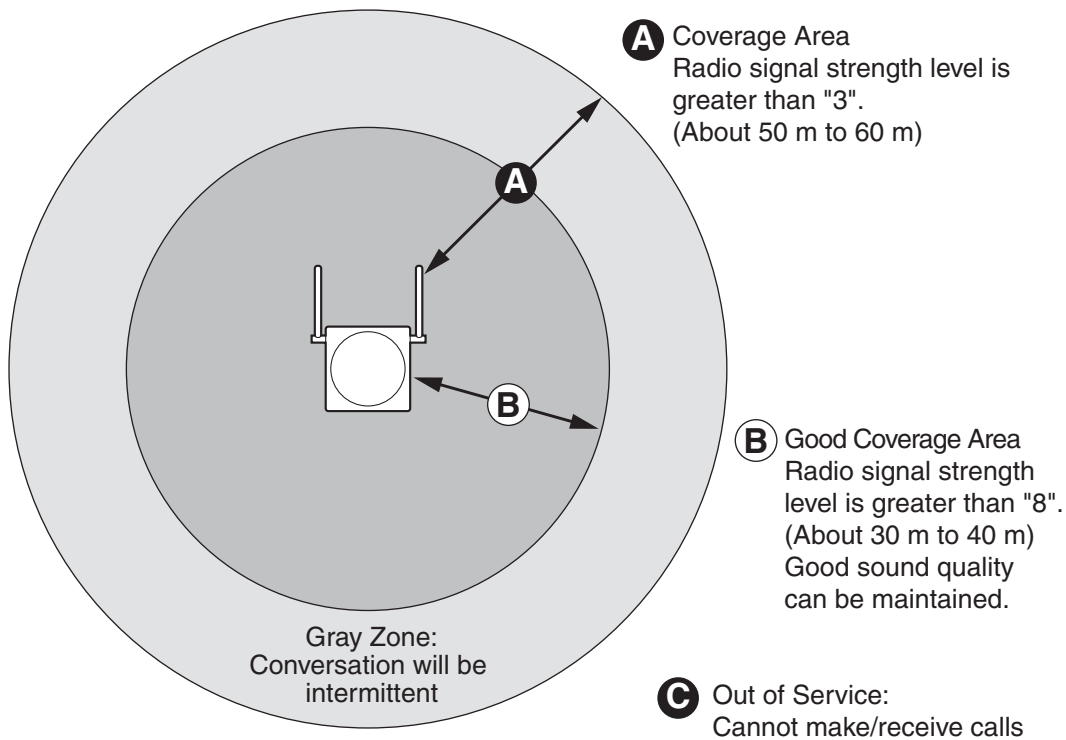 A Coverage Area
Radio signal strength level is
greater than "3".
(About 50 m to 60 m)
A
B
B Good Coverage Area
Radio signal strength
level is greater than "8".
(About 30 m to 40 m)
Good sound quality
can be maintained.
Gray Zone:
Conversation will be
intermittent
C Out of Service:
Cannot make/receive calls